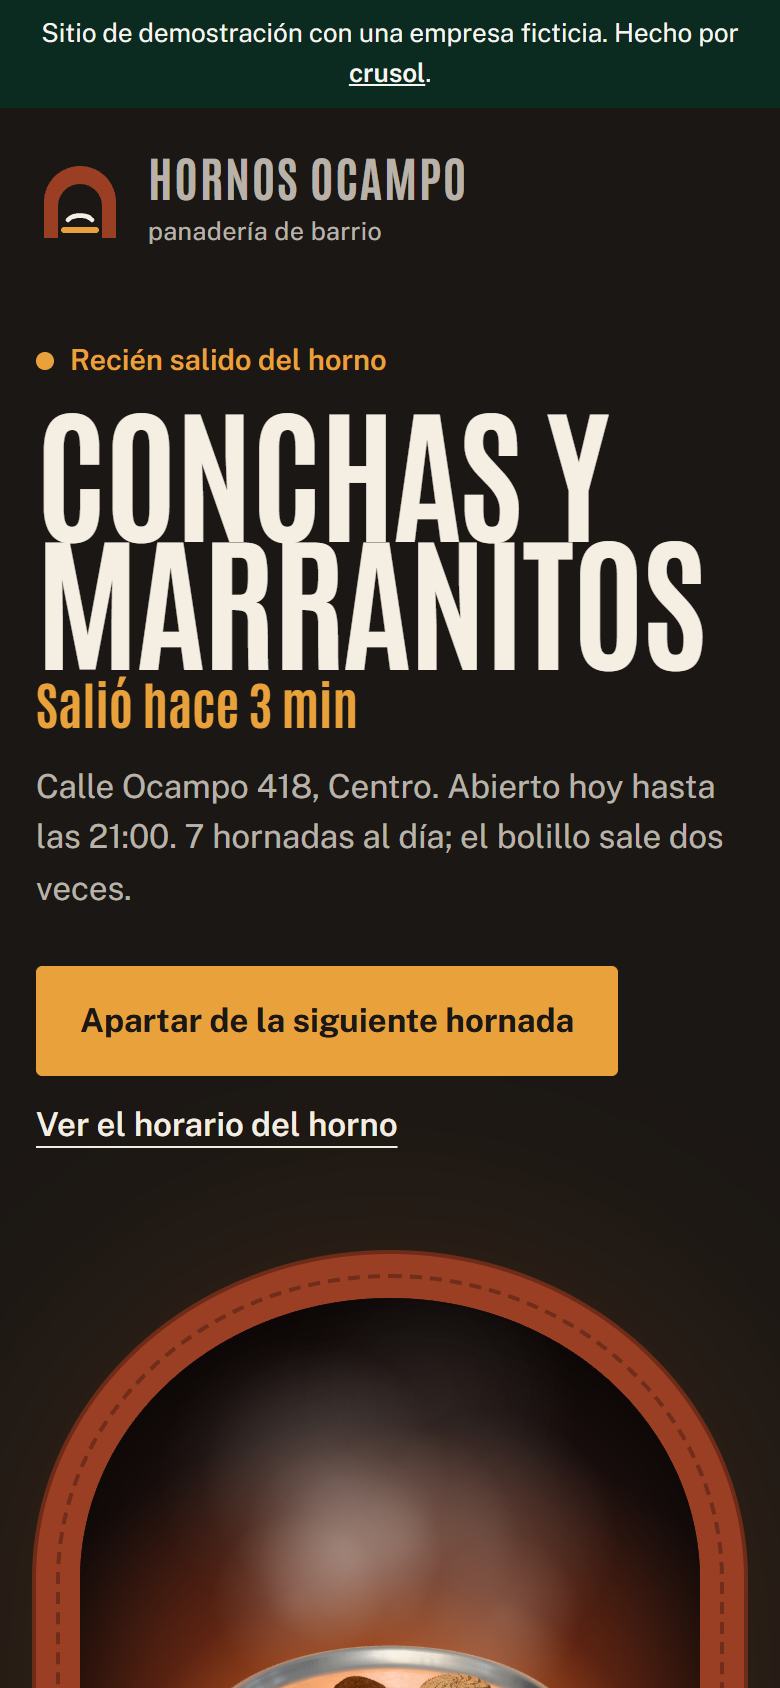 Sitio de demostración con una empresa ficticia. Hecho por
crusol.
HORNOS OCAMPO
panadería de barrio
Recién salido del horno
CONCHAS Y
MARRANITOS
Salió hace 3 min
Calle Ocampo 418, Centro. Abierto hoy hasta
las 21:00. 7 hornadas al día; el bolillo sale dos
veces.
Apartar de la siguiente hornada
Ver el horario del horno